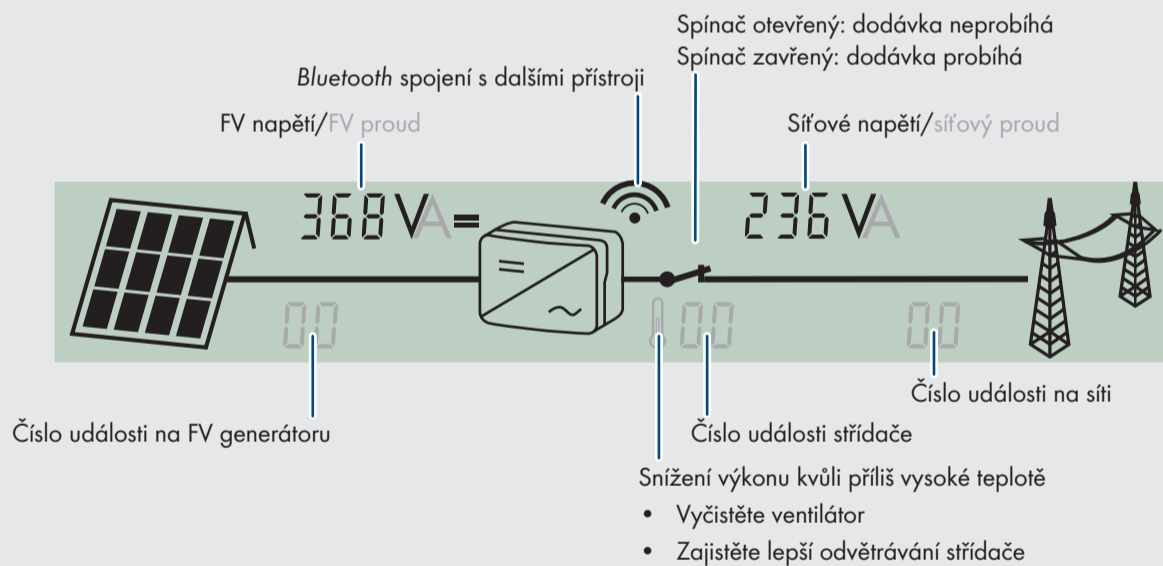 Spínač otevřený: dodávka neprobíhá
Spínač zavřený: dodávka probíhá
Bluetooth spojení s dalšími přístroji
FV napětí/FV proud
Síťové napětí/síťový proud
368 VA=
236 VA
00
00
00
Číslo události na síti
Číslo události na FV generátoru
Číslo události střídače
Snížení výkonu kvůli příliš vysoké teplotě
• Vyčistěte ventilátor
• Zajistěte lepší odvětrávání střídače